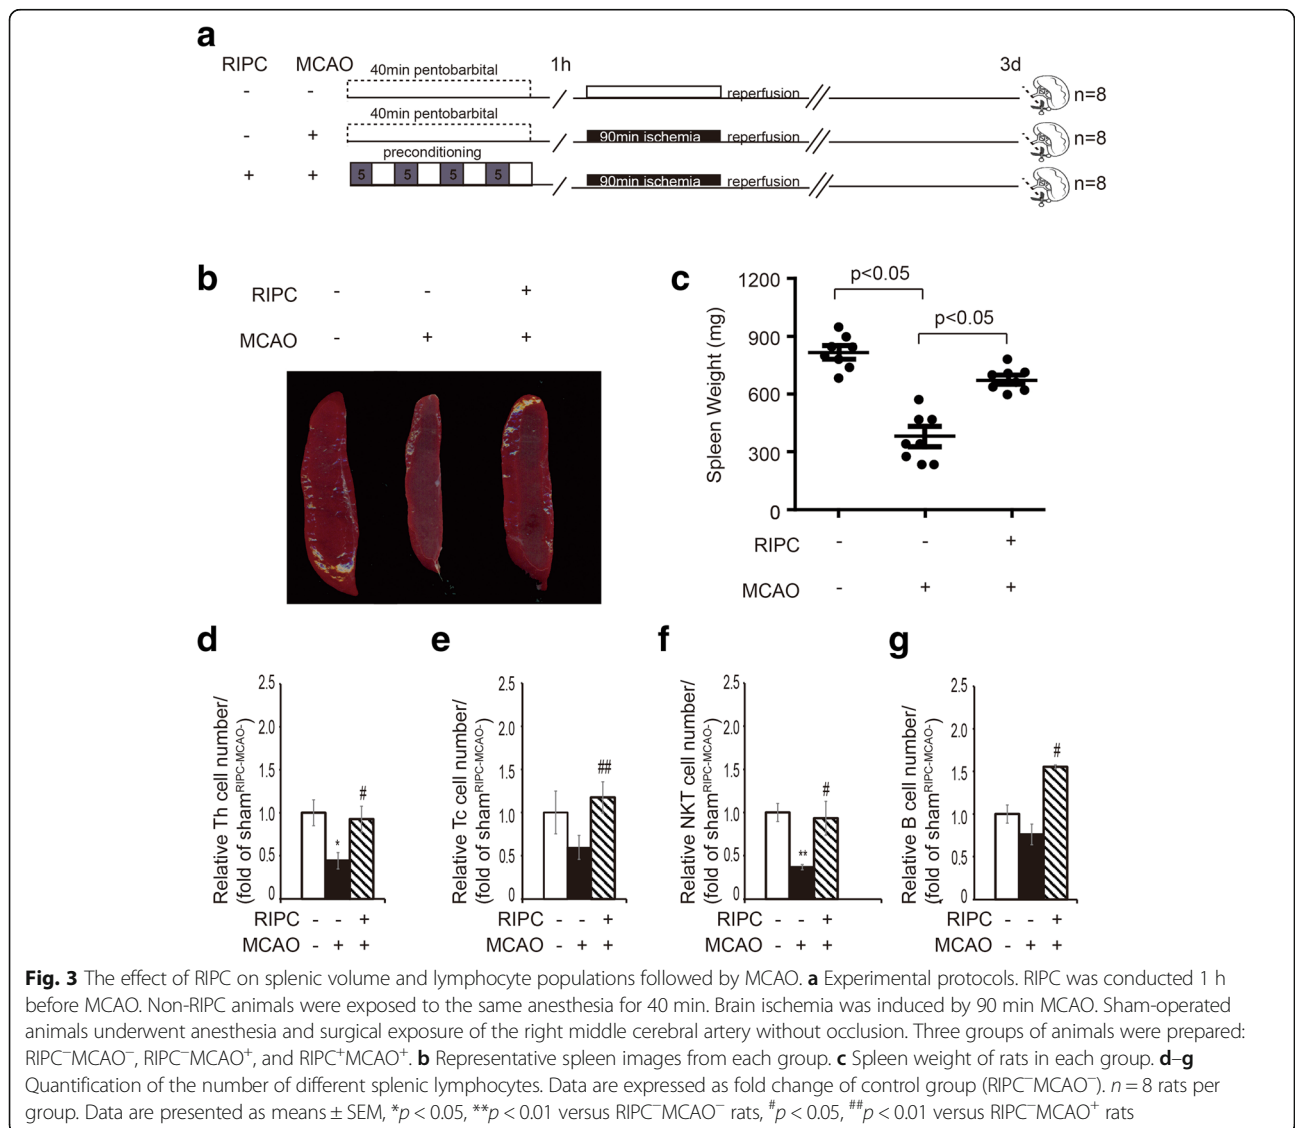 a
RIPC MCAO 40min pentobarbital 1h 3d
- - reperfusion n=8
40min pentobarbital
- + 90min ischemia reperfusion n=8
preconditioning
+ + 5 5 5 5 90min ischemia reperfusion n=8
b
RIPC - - +
MCAO - + +
c
Spleen Weight (mg)
p<0.05
p<0.05
1200
900
600
300
0
RIPC - - +
MCAO - + +
d
Relative Th cell number/
(fold of sham^RIPC-MCAO-)
2.5
2.0
1.5
1.0
0.5
0
* #
RIPC - - +
MCAO - + +
e
Relative Tc cell number/
(fold of sham^RIPC-MCAO-)
2.5
2.0
1.5
1.0
0.5
0
##
RIPC - - +
MCAO - + +
f
Relative NKT cell number/
(fold of sham^RIPC-MCAO-)
2.5
2.0
1.5
1.0
0.5
0
** #
RIPC - - +
MCAO - + +
g
Relative B cell number/
(fold of sham^RIPC-MCAO-)
2.5
2.0
1.5
1.0
0.5
0
#
RIPC - - +
MCAO - + +
Fig. 3 The effect of RIPC on splenic volume and lymphocyte populations followed by MCAO. a Experimental protocols. RIPC was conducted 1 h
before MCAO. Non-RIPC animals were exposed to the same anesthesia for 40 min. Brain ischemia was induced by 90 min MCAO. Sham-operated
animals underwent anesthesia and surgical exposure of the right middle cerebral artery without occlusion. Three groups of animals were prepared:
RIPC⁻MCAO⁻, RIPC⁻MCAO⁺, and RIPC⁺MCAO⁺. b Representative spleen images from each group. c Spleen weight of rats in each group. d–g
Quantification of the number of different splenic lymphocytes. Data are expressed as fold change of control group (RIPC⁻MCAO⁻). n = 8 rats per
group. Data are presented as means ± SEM, *p < 0.05, **p < 0.01 versus RIPC⁻MCAO⁻ rats, #p < 0.05, ##p < 0.01 versus RIPC⁻MCAO⁺ rats